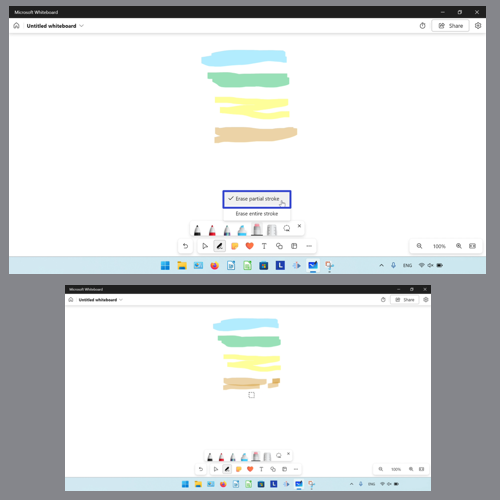 Microsoft Whiteboard
Untitled whiteboard
Share
Erase partial stroke
Erase entire stroke
T
100%
L
ENG
Microsoft Whiteboard
Untitled whiteboard
Share
T
100%
L
ENG